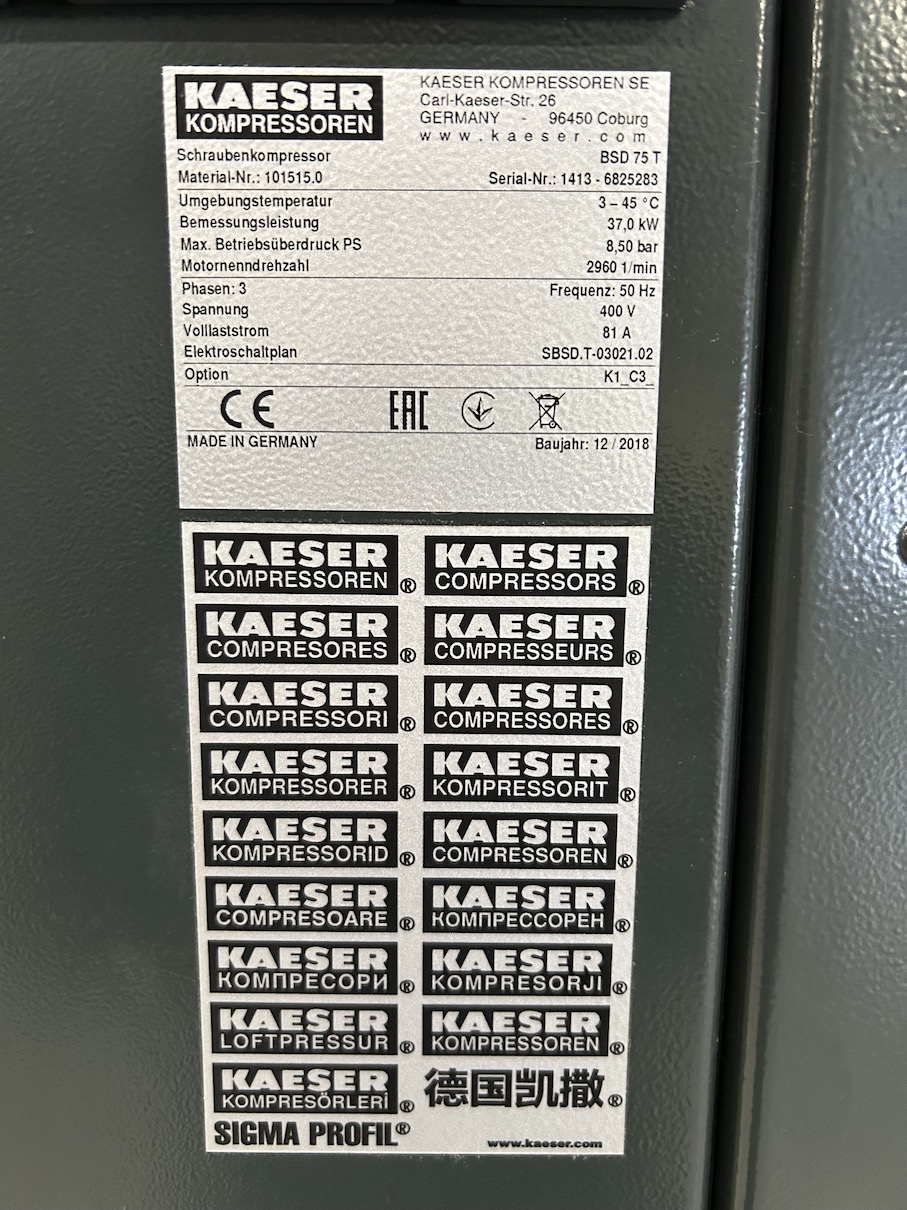 KAESER
KOMPRESSOREN
KAESER KOMPRESSOREN SE
Carl-Kaeser-Str. 26
GERMANY - 96450 Coburg
www.kaeser.com
Schraubenkompressor BSD 75 T
Material-Nr.: 101515.0 Serial-Nr.: 1413 - 6825283
Umgebungstemperatur 3 – 45 °C
Bemessungsleistung 37,0 kW
Max. Betriebsüberdruck PS 8,50 bar
Motornenndrehzahl 2960 1/min
Phasen: 3 Frequenz: 50 Hz
Spannung 400 V
Volllaststrom 81 A
Elektroschaltplan SBSD.T-03021.02
Option K1_C3_
CE EAC
MADE IN GERMANY Baujahr: 12 / 2018
KAESER KAESER
KOMPRESSOREN® COMPRESSORS®
KAESER KAESER
COMPRESORES® COMPRESSEURS®
KAESER KAESER
COMPRESSORI® COMPRESSORES®
KAESER KAESER
KOMPRESSORER® KOMPRESSORIT®
KAESER KAESER
KOMPRESSORID® COMPRESSOREN®
KAESER KAESER
COMPRESOARE® КОМПРЕССОРЕН®
KAESER KAESER
КОМПРЕСОРИ® KOMPRESORJI®
KAESER KAESER
LOFTPRESSUR® KOMPRESSOREN®
KAESER 德国凯撒®
KOMPRESÖRLERİ®
SIGMA PROFIL® www.kaeser.com